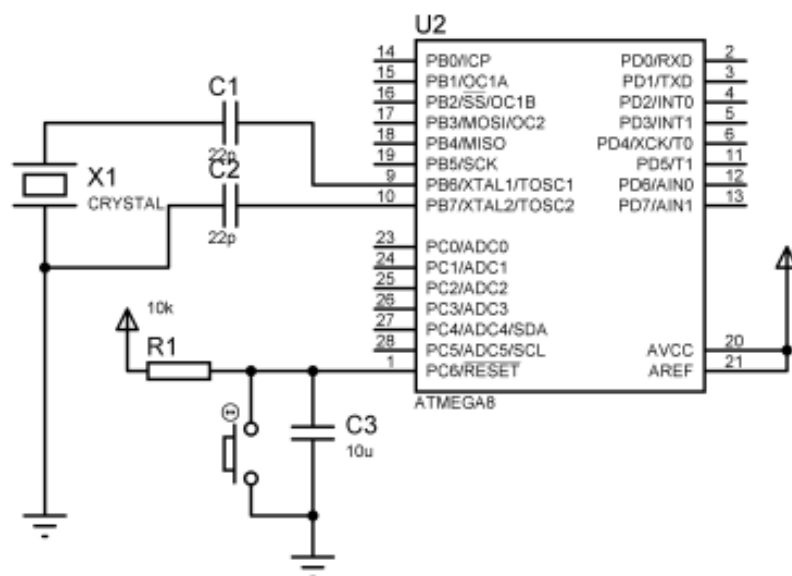 U2
14 PB0/ICP PD0/RXD 2
15 PB1/OC1A PD1/TXD 3
16 PB2/SS/OC1B PD2/INT0 4
17 PB3/MOSI/OC2 PD3/INT1 5
18 PB4/MISO PD4/XCK/T0 6
19 PB5/SCK PD5/T1 11
9 PB6/XTAL1/TOSC1 PD6/AIN0 12
10 PB7/XTAL2/TOSC2 PD7/AIN1 13
23 PC0/ADC0
24 PC1/ADC1
25 PC2/ADC2
26 PC3/ADC3
27 PC4/ADC4/SDA
28 PC5/ADC5/SCL AVCC 20
1 PC6/RESET AREF 21
ATMEGA8
C1
22p
C2
22p
X1
CRYSTAL
10k
R1
C3
10u